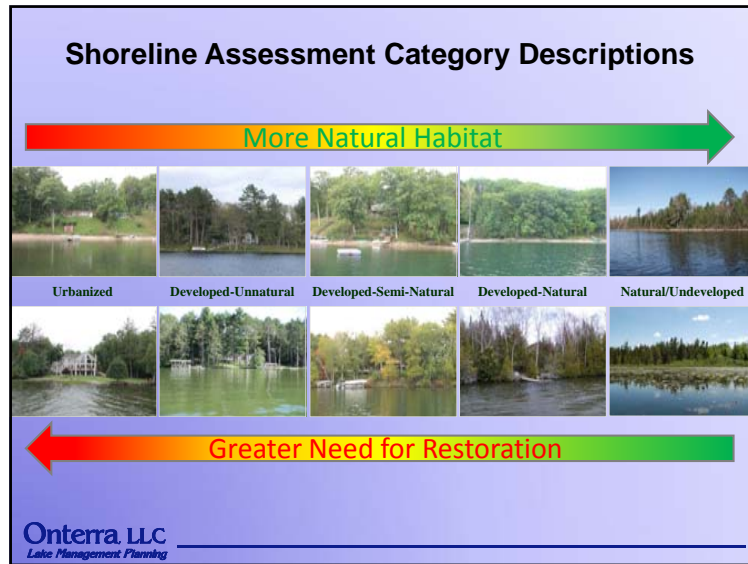 Shoreline Assessment Category Descriptions
More Natural Habitat
Urbanized
Developed-Unnatural
Developed-Semi-Natural
Developed-Natural
Natural/Undeveloped
Greater Need for Restoration
Onterra, LLC
Lake Management Planning